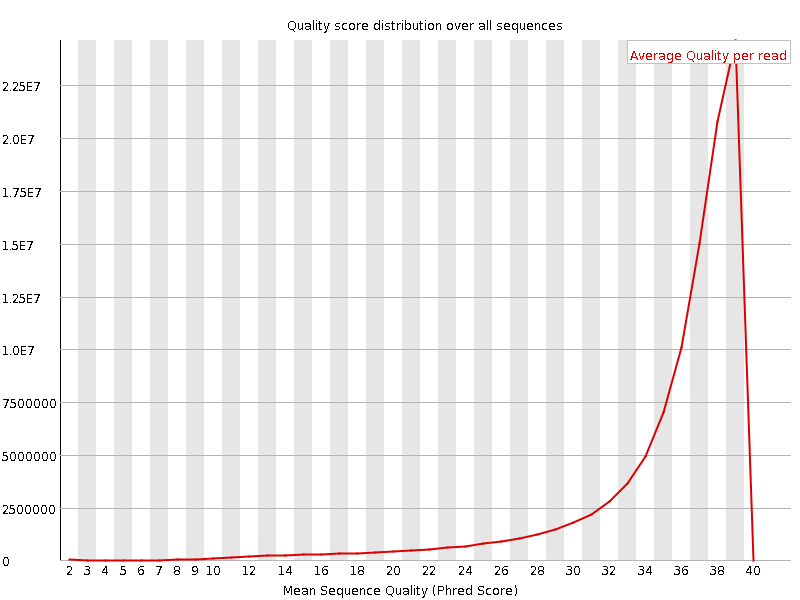 Quality score distribution over all sequences
Average Quality per read
2.25E7
2.0E7
1.75E7
1.5E7
1.25E7
1.0E7
7500000
5000000
2500000
0
2 3 4 5 6 7 8 9 10 12 14 16 18 20 22 24 26 28 30 32 34 36 38 40
Mean Sequence Quality (Phred Score)